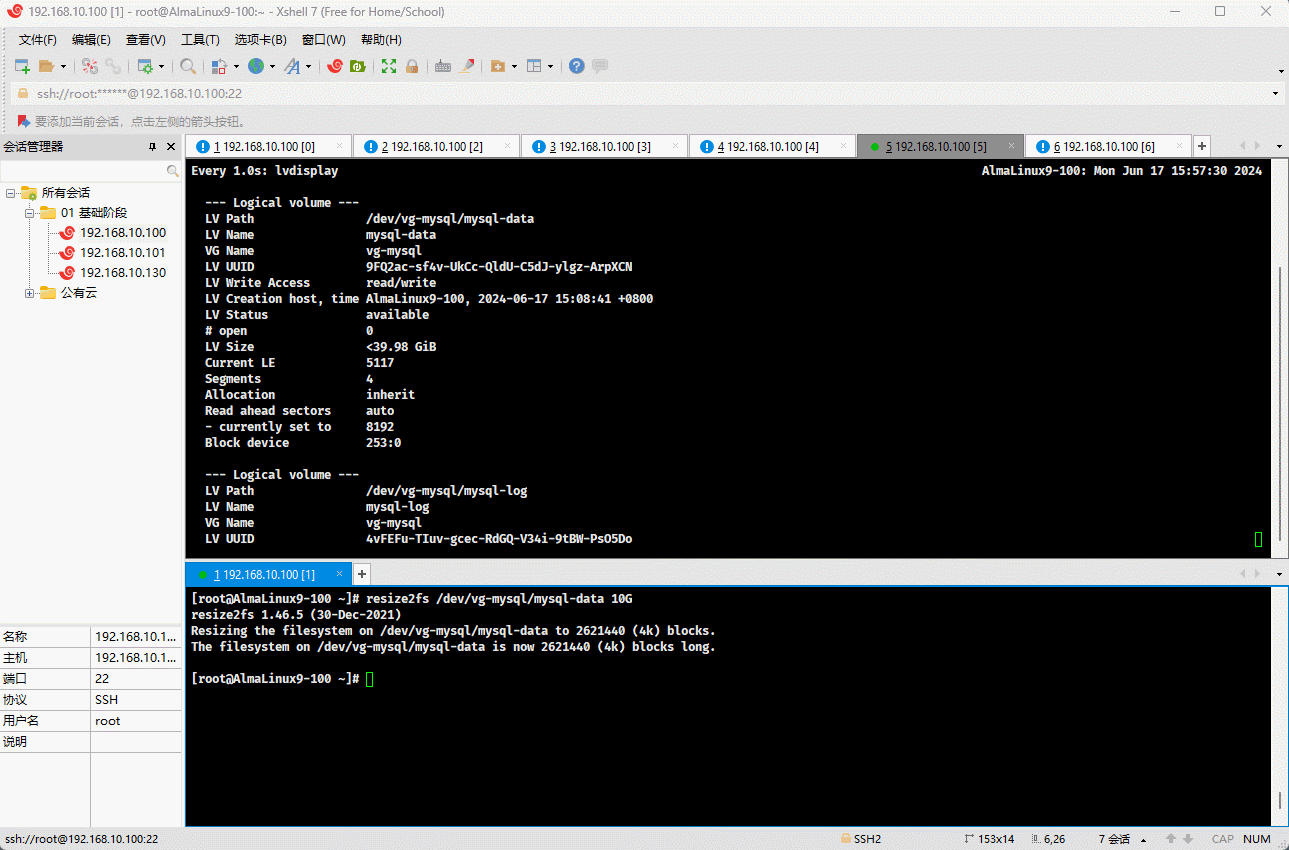 192.168.10.100 [1] - root@AlmaLinux9-100:~ - Xshell 7 (Free for Home/School)
文件(F) 编辑(E) 查看(V) 工具(T) 选项卡(B) 窗口(W) 帮助(H)
ssh://root:******@192.168.10.100:22
要添加当前会话，点击左侧的箭头按钮。
会话管理器
所有会话
01 基础阶段
192.168.10.100
192.168.10.101
192.168.10.130
公有云
名称 192.168.10.1...
主机 192.168.10.1...
端口 22
协议 SSH
用户名 root
说明
1 192.168.10.100 [0] 2 192.168.10.100 [2] 3 192.168.10.100 [3] 4 192.168.10.100 [4] 5 192.168.10.100 [5] 6 192.168.10.100 [6]
Every 1.0s: lvdisplay AlmaLinux9-100: Mon Jun 17 15:57:30 2024
--- Logical volume ---
LV Path /dev/vg-mysql/mysql-data
LV Name mysql-data
VG Name vg-mysql
LV UUID 9FQ2ac-sf4v-UkCc-QldU-C5dJ-ylgz-ArpXCN
LV Write Access read/write
LV Creation host, time AlmaLinux9-100, 2024-06-17 15:08:41 +0800
LV Status available
# open 0
LV Size <39.98 GiB
Current LE 5117
Segments 4
Allocation inherit
Read ahead sectors auto
- currently set to 8192
Block device 253:0
--- Logical volume ---
LV Path /dev/vg-mysql/mysql-log
LV Name mysql-log
VG Name vg-mysql
LV UUID 4vFEFu-TIuv-gcec-RdGQ-V34i-9tBW-PsO5Do
1 192.168.10.100 [1]
[root@AlmaLinux9-100 ~]# resize2fs /dev/vg-mysql/mysql-data 10G
resize2fs 1.46.5 (30-Dec-2021)
Resizing the filesystem on /dev/vg-mysql/mysql-data to 2621440 (4k) blocks.
The filesystem on /dev/vg-mysql/mysql-data is now 2621440 (4k) blocks long.
[root@AlmaLinux9-100 ~]#
ssh://root@192.168.10.100:22 SSH2 153x14 6,26 7 会话 CAP NUM